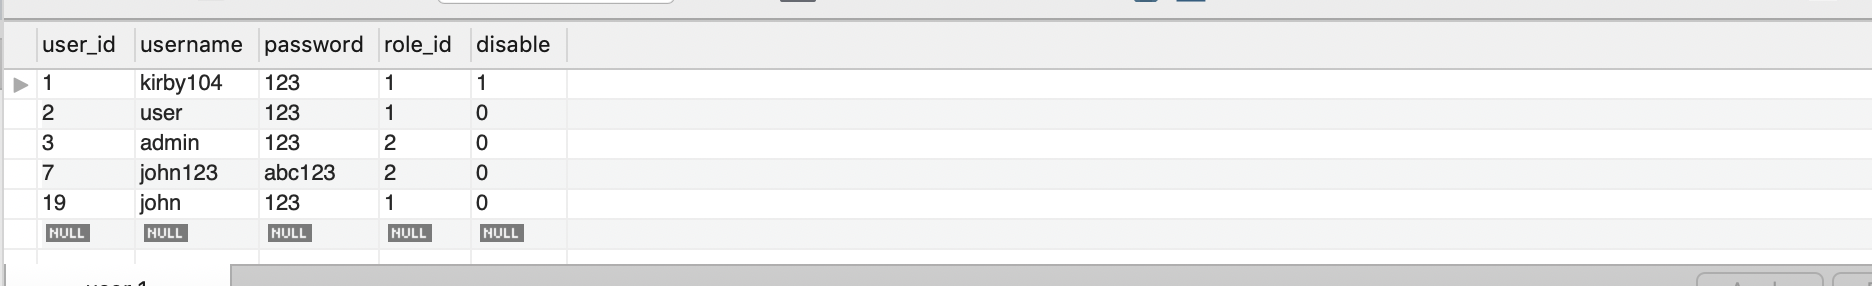 user_id username password role_id disable
1 kirby104 123 1 1
2 user 123 1 0
3 admin 123 2 0
7 john123 abc123 2 0
19 john 123 1 0
NULL NULL NULL NULL NULL